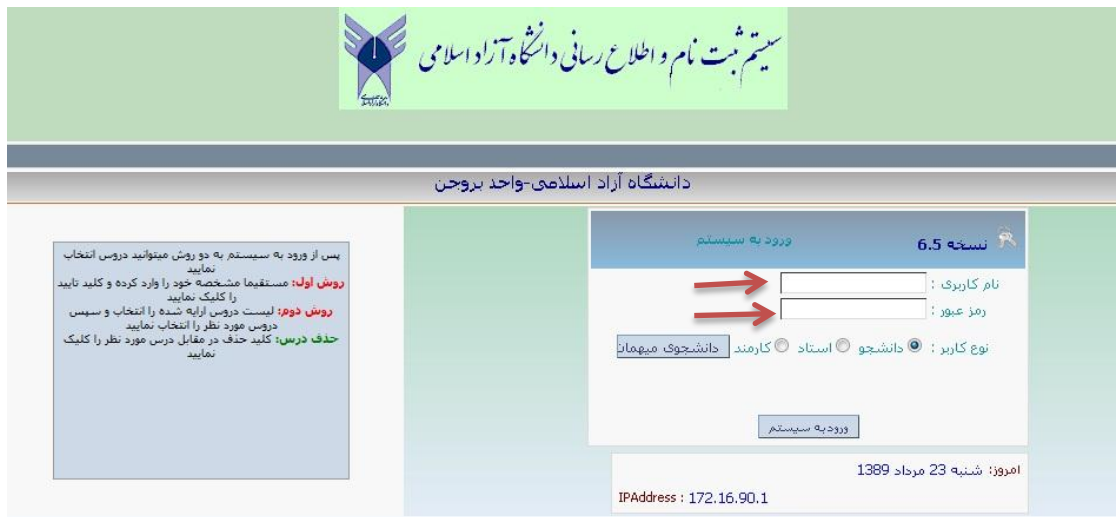 سیستم ثبت نام و اطلاع رسانی دانشگاه آزاد اسلامی
دانشگاه آزاد اسلامی-واحد بروجن
نسخه 6.5
ورود به سیستم
نام کاربری :
رمز عبور :
نوع کاربر : دانشجو استاد کارمند دانشجوی میهمان
ورودبه سیستم
امروز: شنبه 23 مرداد 1389
IPAddress : 172.16.90.1
پس از ورود به سیستم به دو روش میتوانید دروس انتخاب
نمایید
روش اول: مستقیما مشخصه خود را وارد کرده و کلید تایید
را کلیک نمایید
روش دوم: لیست دروس ارایه شده را انتخاب و سپس
دروس مورد نظر را انتخاب نمایید
حذف درس: کلید حذف در مقابل درس مورد نظر را کلیک
نمایید